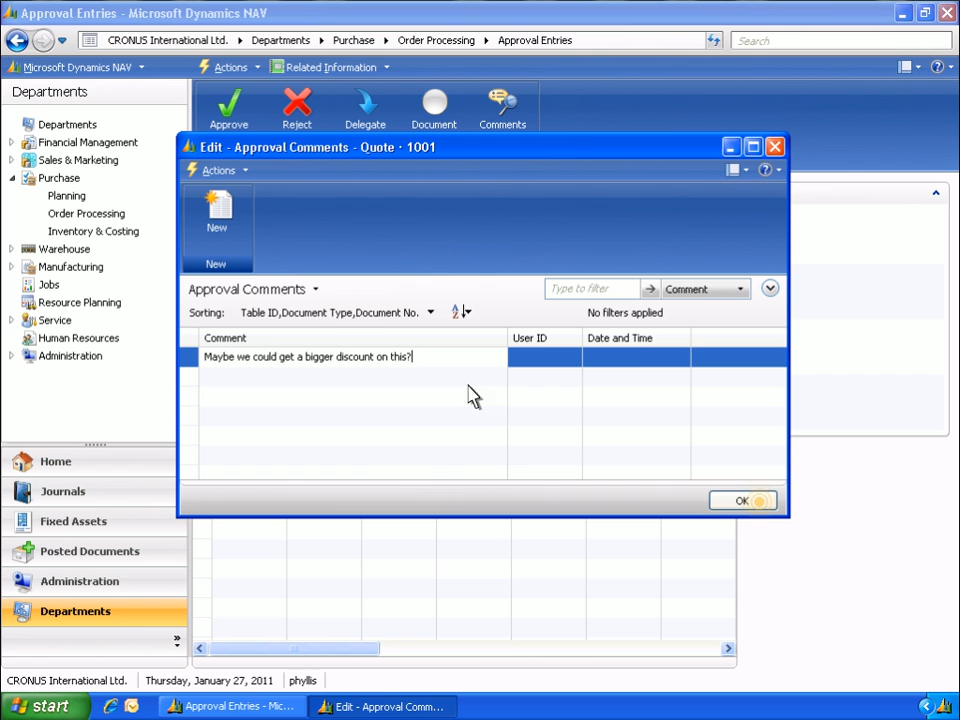 Approval Entries - Microsoft Dynamics NAV
CRONUS International Ltd. Departments Purchase Order Processing Approval Entries
Search
Microsoft Dynamics NAV
Actions
Related Information
Departments
Departments
Financial Management
Sales & Marketing
Purchase
Planning
Order Processing
Inventory & Costing
Warehouse
Manufacturing
Jobs
Resource Planning
Service
Human Resources
Administration
Home
Journals
Fixed Assets
Posted Documents
Administration
Departments
Approve
Reject
Delegate
Document
Comments
Edit - Approval Comments - Quote · 1001
Actions
New
New
Approval Comments
Type to filter
Comment
Sorting: Table ID,Document Type,Document No.
No filters applied
Comment User ID Date and Time
Maybe we could get a bigger discount on this?
OK
CRONUS International Ltd. Thursday, January 27, 2011 phyllis
start
Approval Entries - Mic...
Edit - Approval Comm...